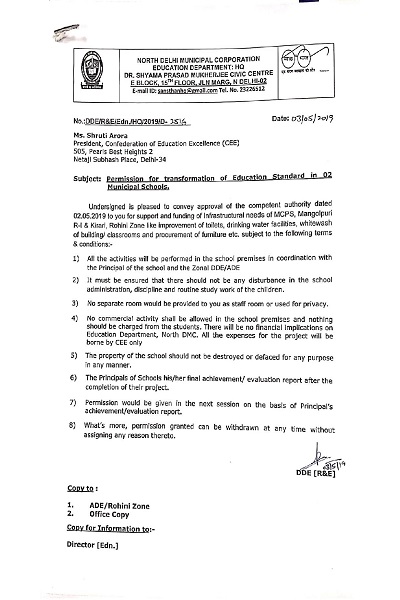 NORTH DELHI MUNICIPAL CORPORATION
EDUCATION DEPARTMENT: HQ
DR. SHYAMA PRASAD MUKHERJEE CIVIC CENTRE
E BLOCK, 15TH FLOOR, JLN MARG, N DELHI-02
E-mail ID: sansthanhq@gmail.com Tel. No. 23226512
एक कदम स्वच्छता की ओर
No.:DDE/R&E/Edn./HQ/2019/D- 2514
Date: 03/05/2019
Ms. Shruti Arora
President, Confederation of Education Excellence (CEE)
505, Pearls Best Heights 2
Netaji Subhash Place, Delhi-34
Subject: Permission for transformation of Education Standard in 02
Municipal Schools.
Undersigned is pleased to convey approval of the competent authority dated
02.05.2019 to you for support and funding of infrastructural needs of MCPS, Mangolpuri
R-I & Kirari, Rohini Zone like improvement of toilets, drinking water facilities, whitewash
of building/ classrooms and procurement of furniture etc. subject to the following terms
& conditions:-
1) All the activities will be performed in the school premises in coordination with
the Principal of the school and the Zonal DDE/ADE
2) It must be ensured that there should not be any disturbance in the school
administration, discipline and routine study work of the children.
3) No separate room would be provided to you as staff room or used for privacy.
4) No commercial activity shall be allowed in the school premises and nothing
should be charged from the students. There will be no financial implications on
Education Department, North DMC. All the expenses for the project will be
borne by CEE only
5) The property of the school should not be destroyed or defaced for any purpose
in any manner.
6) The Principals of Schools his/her final achievement/ evaluation report after the
completion of their project.
7) Permission would be given in the next session on the basis of Principal's
achievement/evaluation report.
8) What's more, permission granted can be withdrawn at any time without
assigning any reason thereto.
03/5/19
DDE [R&E]
Copy to :
1. ADE/Rohini Zone
2. Office Copy
Copy for Information to:-
Director [Edn.]